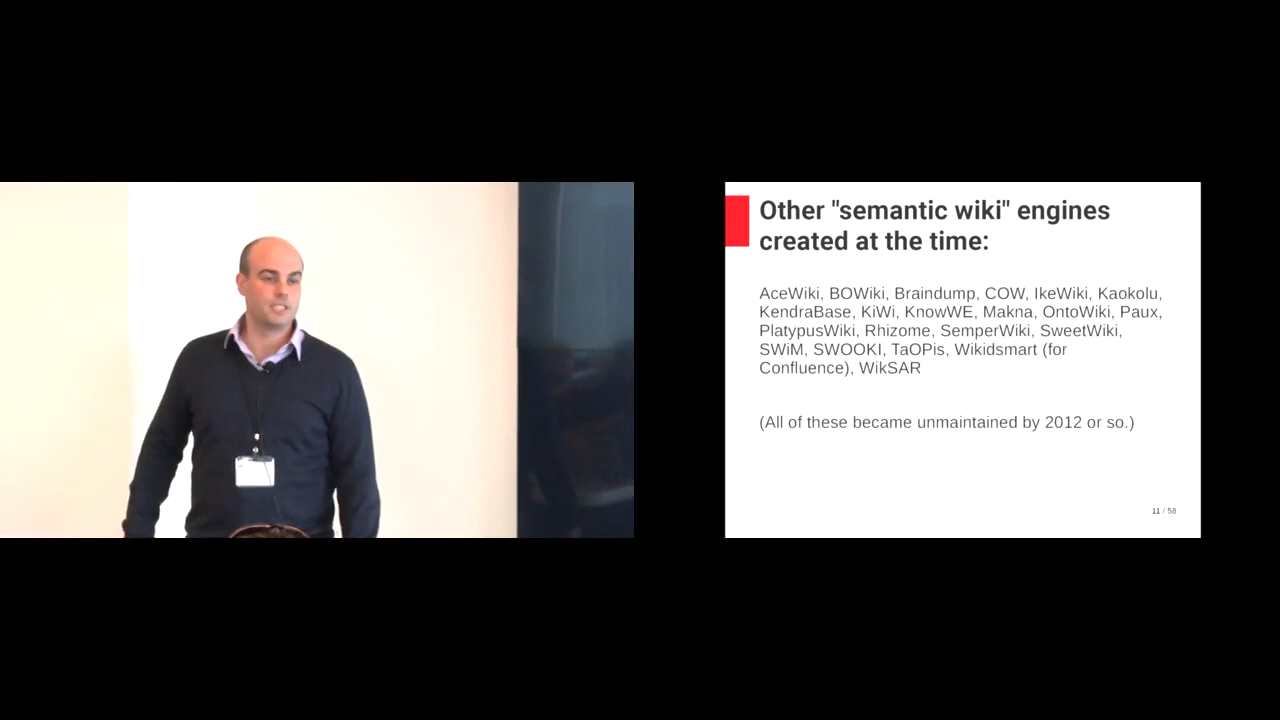 Other "semantic wiki" engines
created at the time:
AceWiki, BOWiki, Braindump, COW, IkeWiki, Kaokolu,
KendraBase, KiWi, KnowWE, Makna, OntoWiki, Paux,
PlatypusWiki, Rhizome, SemperWiki, SweetWiki,
SWiM, SWOOKI, TaOPis, Wikidsmart (for
Confluence), WikSAR
(All of these became unmaintained by 2012 or so.)
11 / 58